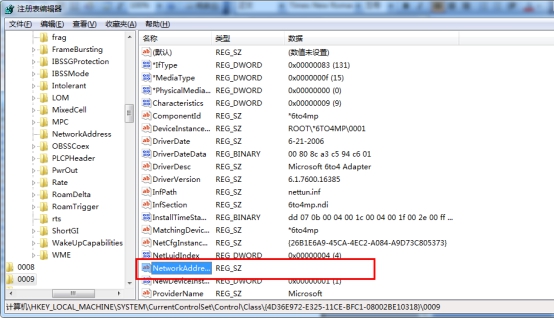 0009
Times New Roman
注册表编辑器
文件(F) 编辑(E) 查看(V) 收藏夹(A) 帮助(H)
frag
FrameBursting
IBSSGProtection
IBSSMode
Intolerant
LOM
MixedCell
MPC
NetworkAddress
OBSSCoex
PLCPHeader
PwrOut
Rate
RoamDelta
RoamTrigger
rts
ShortGI
WakeUpCapabilities
WME
0008
0009
名称 类型 数据
(默认) REG_SZ (数值未设置)
*IfType REG_DWORD 0x00000083 (131)
*MediaType REG_DWORD 0x0000000f (15)
*PhysicalMedia... REG_DWORD 0x00000000 (0)
Characteristics REG_DWORD 0x00000009 (9)
ComponentId REG_SZ *6to4mp
DeviceInstance... REG_SZ ROOT\*6TO4MP\0001
DriverDate REG_SZ 6-21-2006
DriverDateData REG_BINARY 00 80 8c a3 c5 94 c6 01
DriverDesc REG_SZ Microsoft 6to4 Adapter
DriverVersion REG_SZ 6.1.7600.16385
InfPath REG_SZ nettun.inf
InfSection REG_SZ 6to4mp.ndi
InstallTimeSta... REG_BINARY dd 07 0b 00 04 00 1c 00 04 00 1f 00 2e 00 ff ...
MatchingDevic... REG_SZ *6to4mp
NetCfgInstanc... REG_SZ {26B1E6A9-45CA-4EC2-A084-A9D73C805373}
NetLuidIndex REG_DWORD 0x00000004 (4)
NetworkAddre... REG_SZ
NewDeviceInst... REG_DWORD 0x00000001 (1)
ProviderName REG_SZ Microsoft
计算机\HKEY_LOCAL_MACHINE\SYSTEM\CurrentControlSet\Control\Class\{4D36E972-E325-11CE-BFC1-08002BE10318}\0009